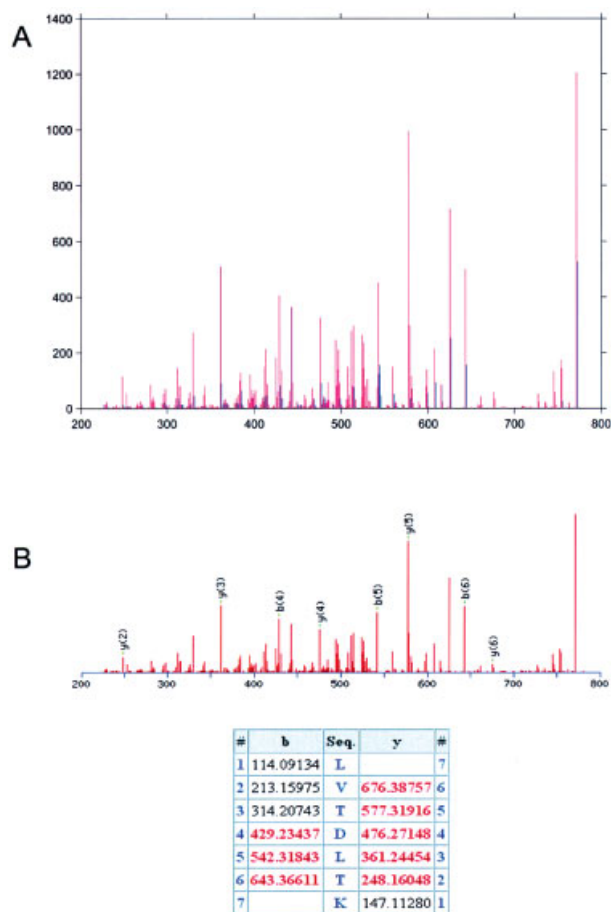 A
1400
1200
1000
800
600
400
200
0
200 300 400 500 600 700 800
B
y(2) y(3) b(4) y(4) b(5) y(5) b(6) y(6)
200 300 400 500 600 700 800
# b Seq. y #
1 114.09134 L 7
2 213.15975 V 676.38757 6
3 314.20743 T 577.31916 5
4 429.23437 D 476.27148 4
5 542.31843 L 361.24454 3
6 643.36611 T 248.16048 2
7 K 147.11280 1